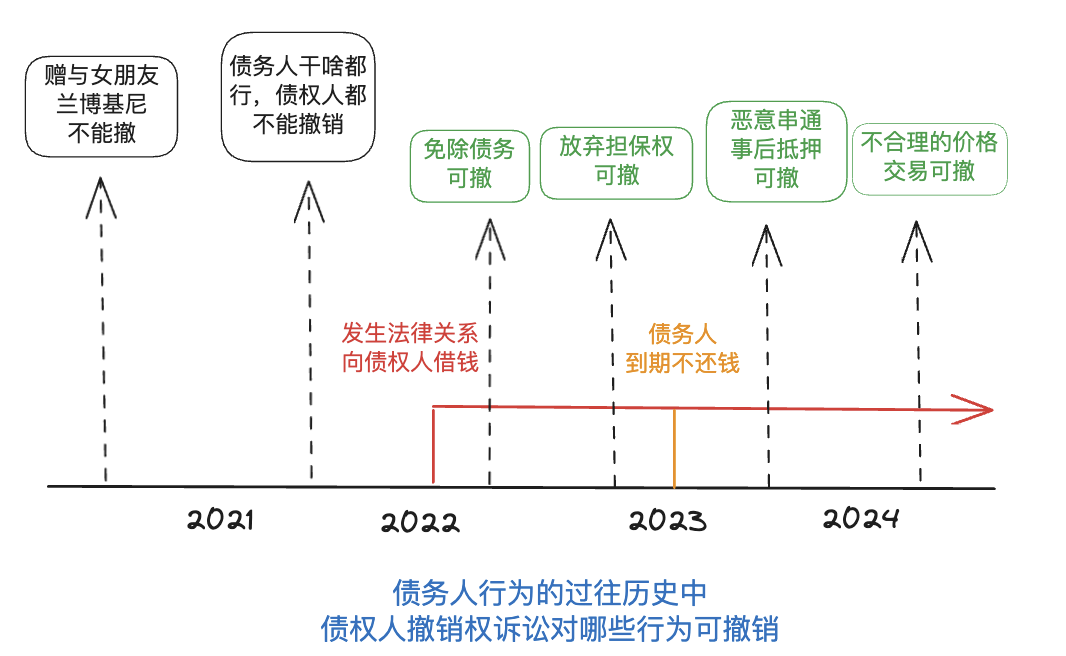 赠与女朋友
兰博基尼
不能撤
债务人干啥都
行，债权人都
不能撤销
免除债务
可撤
放弃担保权
可撤
恶意串通
事后抵押
可撤
不合理的价格
交易可撤
发生法律关系
向债权人借钱
债务人
到期不还钱
2021
2022
2023
2024
债务人行为的过往历史中
债权人撤销权诉讼对哪些行为可撤销